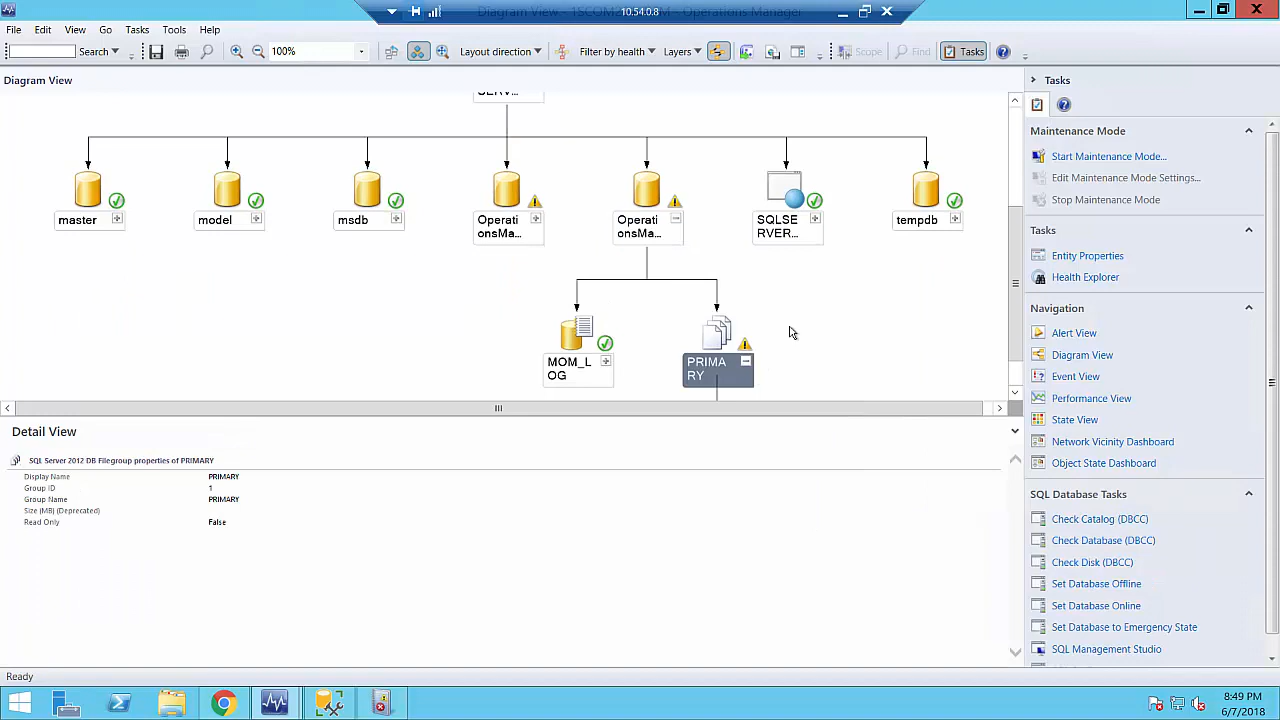 Diagram View - 1SCOM2
10.54.0.8
Operations Manager
File Edit View Go Tasks Tools Help
Search 100% Layout direction Filter by health Layers Scope Find Tasks
Diagram View
SERV...
master
model
msdb
Operati
onsMa...
Operati
onsMa...
SQLSE
RVER...
tempdb
MOM_L
OG
PRIMA
RY
Detail View
SQL Server 2012 DB Filegroup properties of PRIMARY
Display Name PRIMARY
Group ID 1
Group Name PRIMARY
Size (MB) (Deprecated)
Read Only False
Tasks
Maintenance Mode
Start Maintenance Mode...
Edit Maintenance Mode Settings...
Stop Maintenance Mode
Tasks
Entity Properties
Health Explorer
Navigation
Alert View
Diagram View
Event View
Performance View
State View
Network Vicinity Dashboard
Object State Dashboard
SQL Database Tasks
Check Catalog (DBCC)
Check Database (DBCC)
Check Disk (DBCC)
Set Database Offline
Set Database Online
Set Database to Emergency State
SQL Management Studio
Ready
8:49 PM
6/7/2018